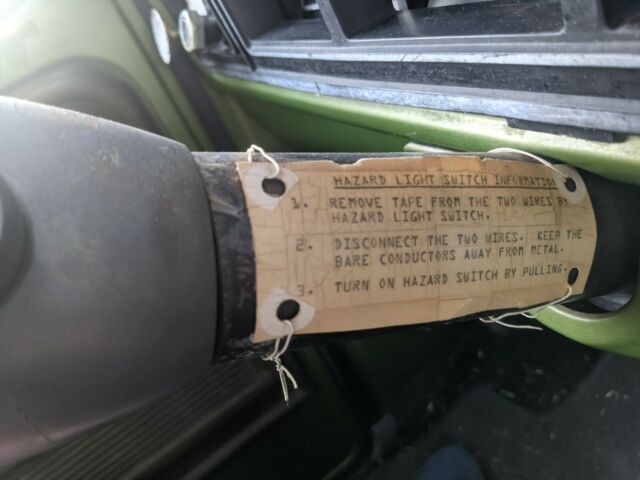 HAZARD LIGHT SWITCH INFORMATION
1. REMOVE TAPE FROM THE TWO WIRES BY
HAZARD LIGHT SWITCH.
2. DISCONNECT THE TWO WIRES. KEEP THE
BARE CONDUCTORS AWAY FROM METAL.
3. TURN ON HAZARD SWITCH BY PULLING.